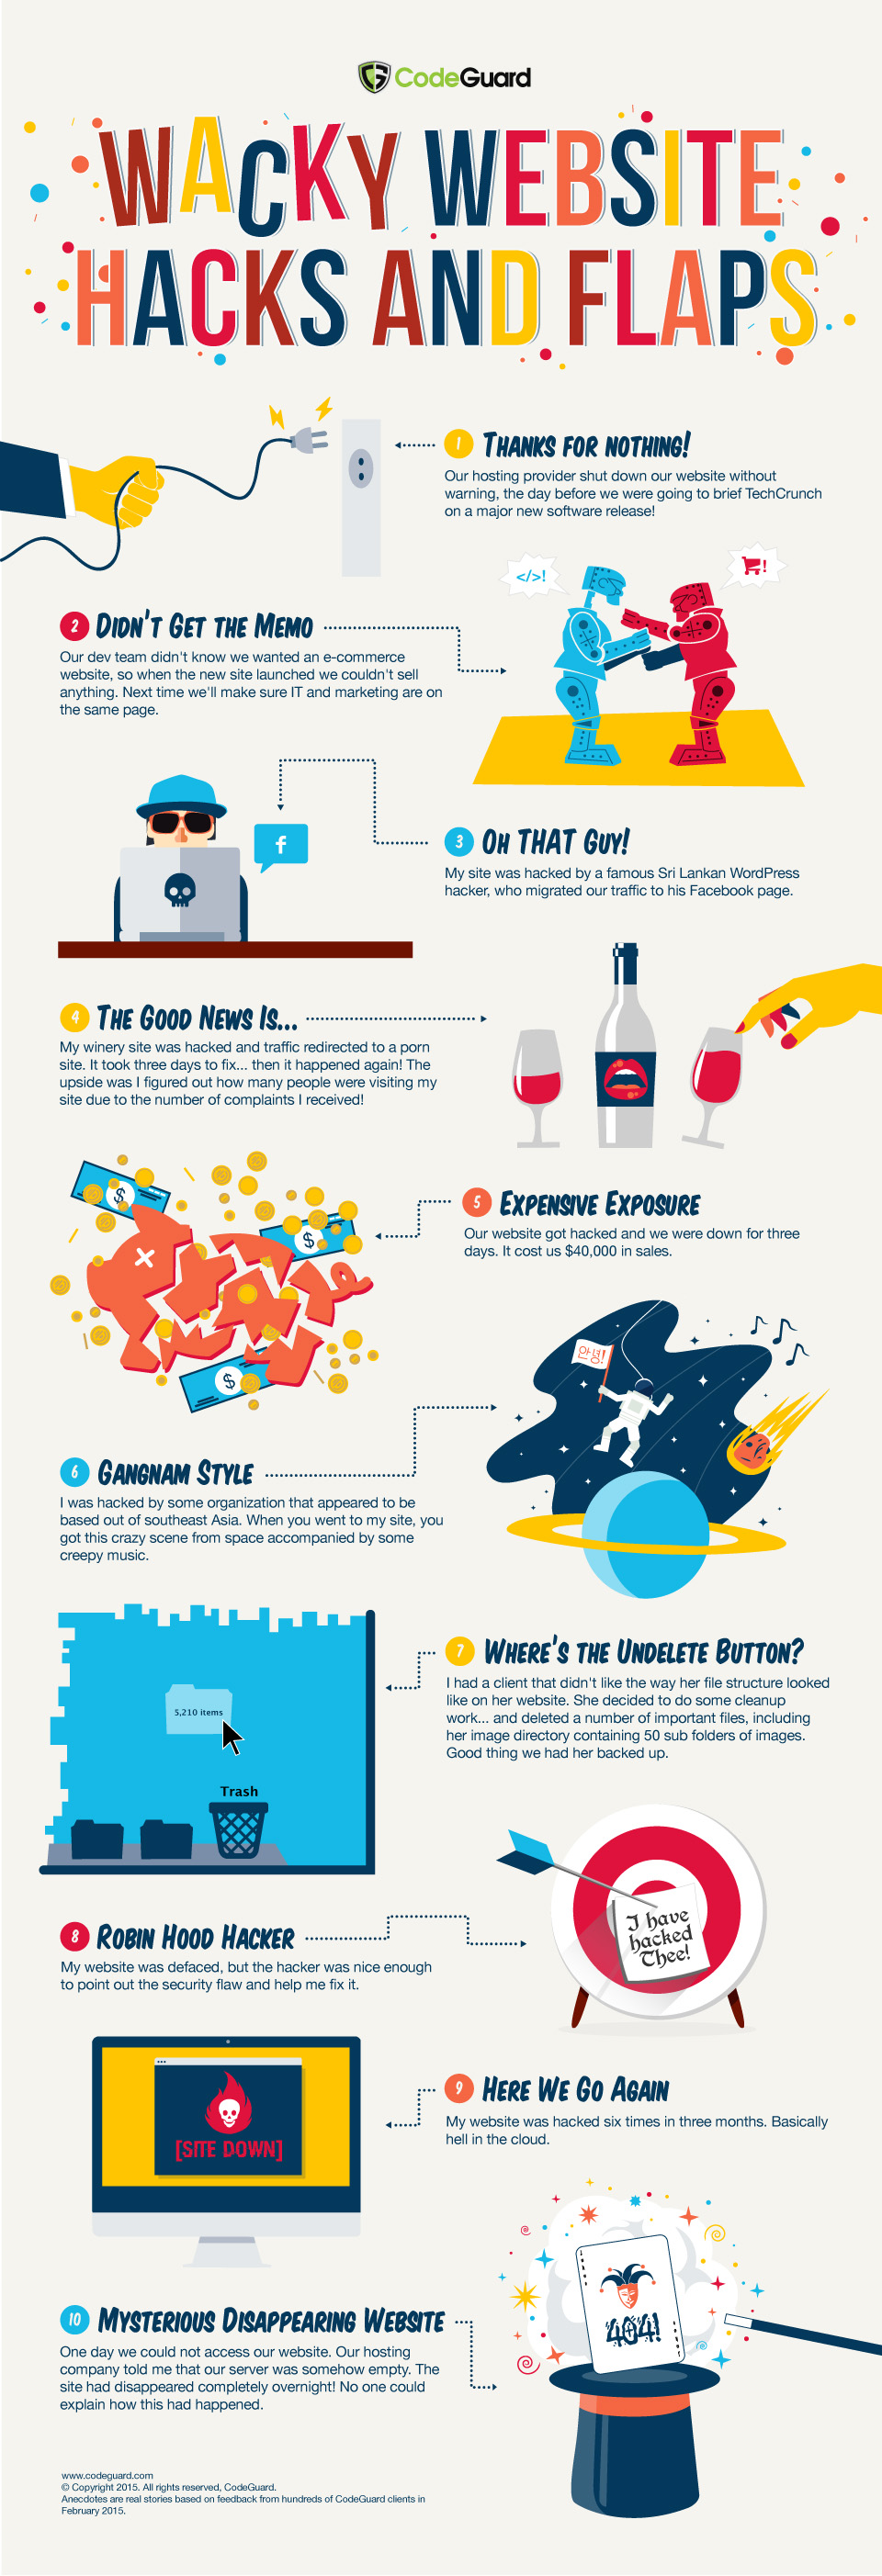 CodeGuard
WACKY WEBSITE
HACKS AND FLAPS
1 THANKS FOR NOTHING!
Our hosting provider shut down our website without
warning, the day before we were going to brief TechCrunch
on a major new software release!
</>!
!
2 DIDN'T GET THE MEMO
Our dev team didn't know we wanted an e-commerce
website, so when the new site launched we couldn't sell
anything. Next time we'll make sure IT and marketing are on
the same page.
f
3 OH THAT GUY!
My site was hacked by a famous Sri Lankan WordPress
hacker, who migrated our traffic to his Facebook page.
4 THE GOOD NEWS IS...
My winery site was hacked and traffic redirected to a porn
site. It took three days to fix... then it happened again! The
upside was I figured out how many people were visiting my
site due to the number of complaints I received!
$
$
$
5 EXPENSIVE EXPOSURE
Our website got hacked and we were down for three
days. It cost us $40,000 in sales.
안녕!
6 GANGNAM STYLE
I was hacked by some organization that appeared to be
based out of southeast Asia. When you went to my site, you
got this crazy scene from space accompanied by some
creepy music.
7 WHERE'S THE UNDELETE BUTTON?
I had a client that didn't like the way her file structure looked
like on her website. She decided to do some cleanup
work... and deleted a number of important files, including
her image directory containing 50 sub folders of images.
Good thing we had her backed up.
5,210 items
Trash
8 ROBIN HOOD HACKER
My website was defaced, but the hacker was nice enough
to point out the security flaw and help me fix it.
I have
hacked
Thee!
[SITE DOWN]
9 HERE WE GO AGAIN
My website was hacked six times in three months. Basically
hell in the cloud.
404!
10 MYSTERIOUS DISAPPEARING WEBSITE
One day we could not access our website. Our hosting
company told me that our server was somehow empty. The
site had disappeared completely overnight! No one could
explain how this had happened.
www.codeguard.com
© Copyright 2015. All rights reserved, CodeGuard.
Anecdotes are real stories based on feedback from hundreds of CodeGuard clients in
February 2015.